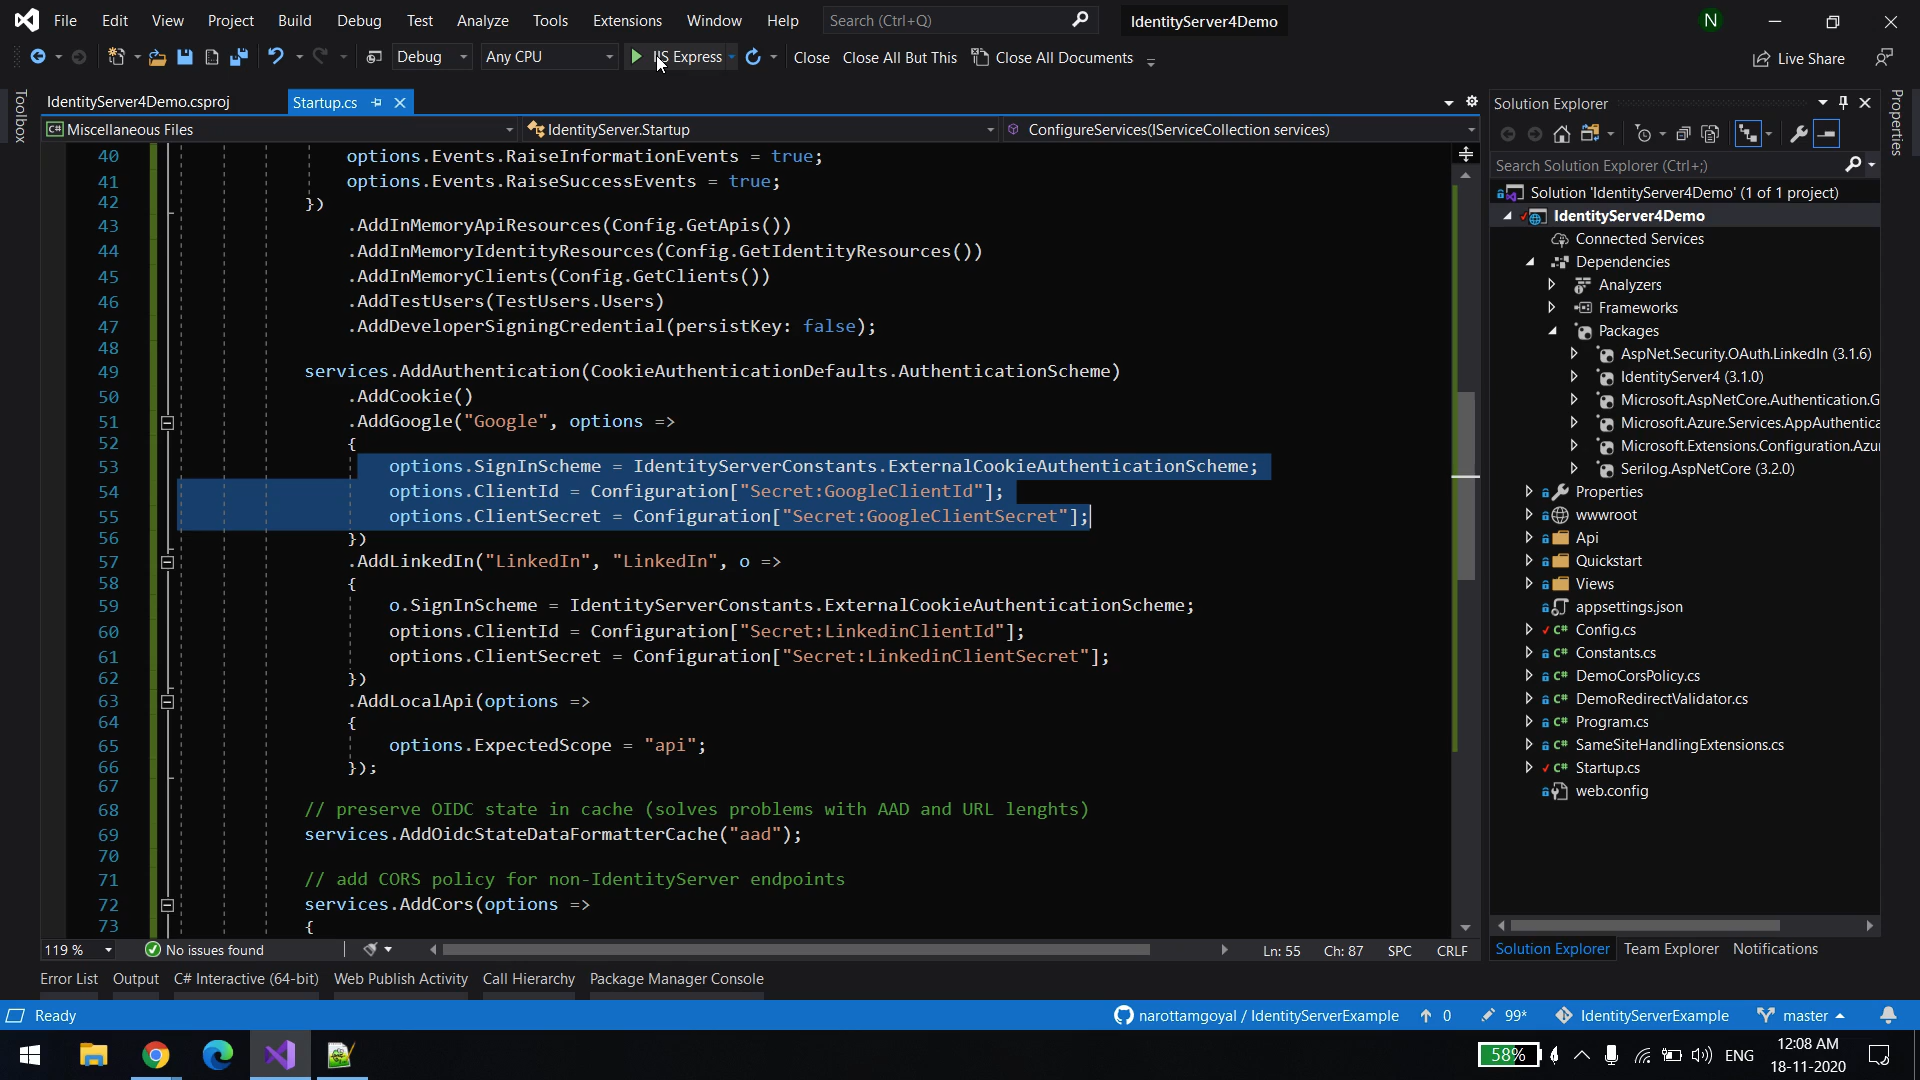 File Edit View Project Build Debug Test Analyze Tools Extensions Window Help Search (Ctrl+Q) IdentityServer4Demo N
Debug Any CPU IIS Express Close Close All But This Close All Documents Live Share
Toolbox
IdentityServer4Demo.csproj Startup.cs
C# Miscellaneous Files IdentityServer.Startup ConfigureServices(IServiceCollection services)
40 options.Events.RaiseInformationEvents = true;
41 options.Events.RaiseSuccessEvents = true;
42 })
43 .AddInMemoryApiResources(Config.GetApis())
44 .AddInMemoryIdentityResources(Config.GetIdentityResources())
45 .AddInMemoryClients(Config.GetClients())
46 .AddTestUsers(TestUsers.Users)
47 .AddDeveloperSigningCredential(persistKey: false);
48
49 services.AddAuthentication(CookieAuthenticationDefaults.AuthenticationScheme)
50 .AddCookie()
51 .AddGoogle("Google", options =>
52 {
53 options.SignInScheme = IdentityServerConstants.ExternalCookieAuthenticationScheme;
54 options.ClientId = Configuration["Secret:GoogleClientId"];
55 options.ClientSecret = Configuration["Secret:GoogleClientSecret"];
56 })
57 .AddLinkedIn("LinkedIn", "LinkedIn", o =>
58 {
59 o.SignInScheme = IdentityServerConstants.ExternalCookieAuthenticationScheme;
60 options.ClientId = Configuration["Secret:LinkedinClientId"];
61 options.ClientSecret = Configuration["Secret:LinkedinClientSecret"];
62 })
63 .AddLocalApi(options =>
64 {
65 options.ExpectedScope = "api";
66 });
67
68 // preserve OIDC state in cache (solves problems with AAD and URL lenghts)
69 services.AddOidcStateDataFormatterCache("aad");
70
71 // add CORS policy for non-IdentityServer endpoints
72 services.AddCors(options =>
73 {
119 % No issues found Ln: 55 Ch: 87 SPC CRLF
Solution Explorer
Search Solution Explorer (Ctrl+;)
Solution 'IdentityServer4Demo' (1 of 1 project)
IdentityServer4Demo
Connected Services
Dependencies
Analyzers
Frameworks
Packages
AspNet.Security.OAuth.LinkedIn (3.1.6)
IdentityServer4 (3.1.0)
Microsoft.AspNetCore.Authentication.G
Microsoft.Azure.Services.AppAuthentica
Microsoft.Extensions.Configuration.Azu
Serilog.AspNetCore (3.2.0)
Properties
wwwroot
Api
Quickstart
Views
appsettings.json
C# Config.cs
C# Constants.cs
C# DemoCorsPolicy.cs
C# DemoRedirectValidator.cs
C# Program.cs
C# SameSiteHandlingExtensions.cs
C# Startup.cs
web.config
Solution Explorer Team Explorer Notifications
Properties
Error List Output C# Interactive (64-bit) Web Publish Activity Call Hierarchy Package Manager Console
Ready narottamgoyal / IdentityServerExample 0 99* IdentityServerExample master
58% ENG 12:08 AM
18-11-2020